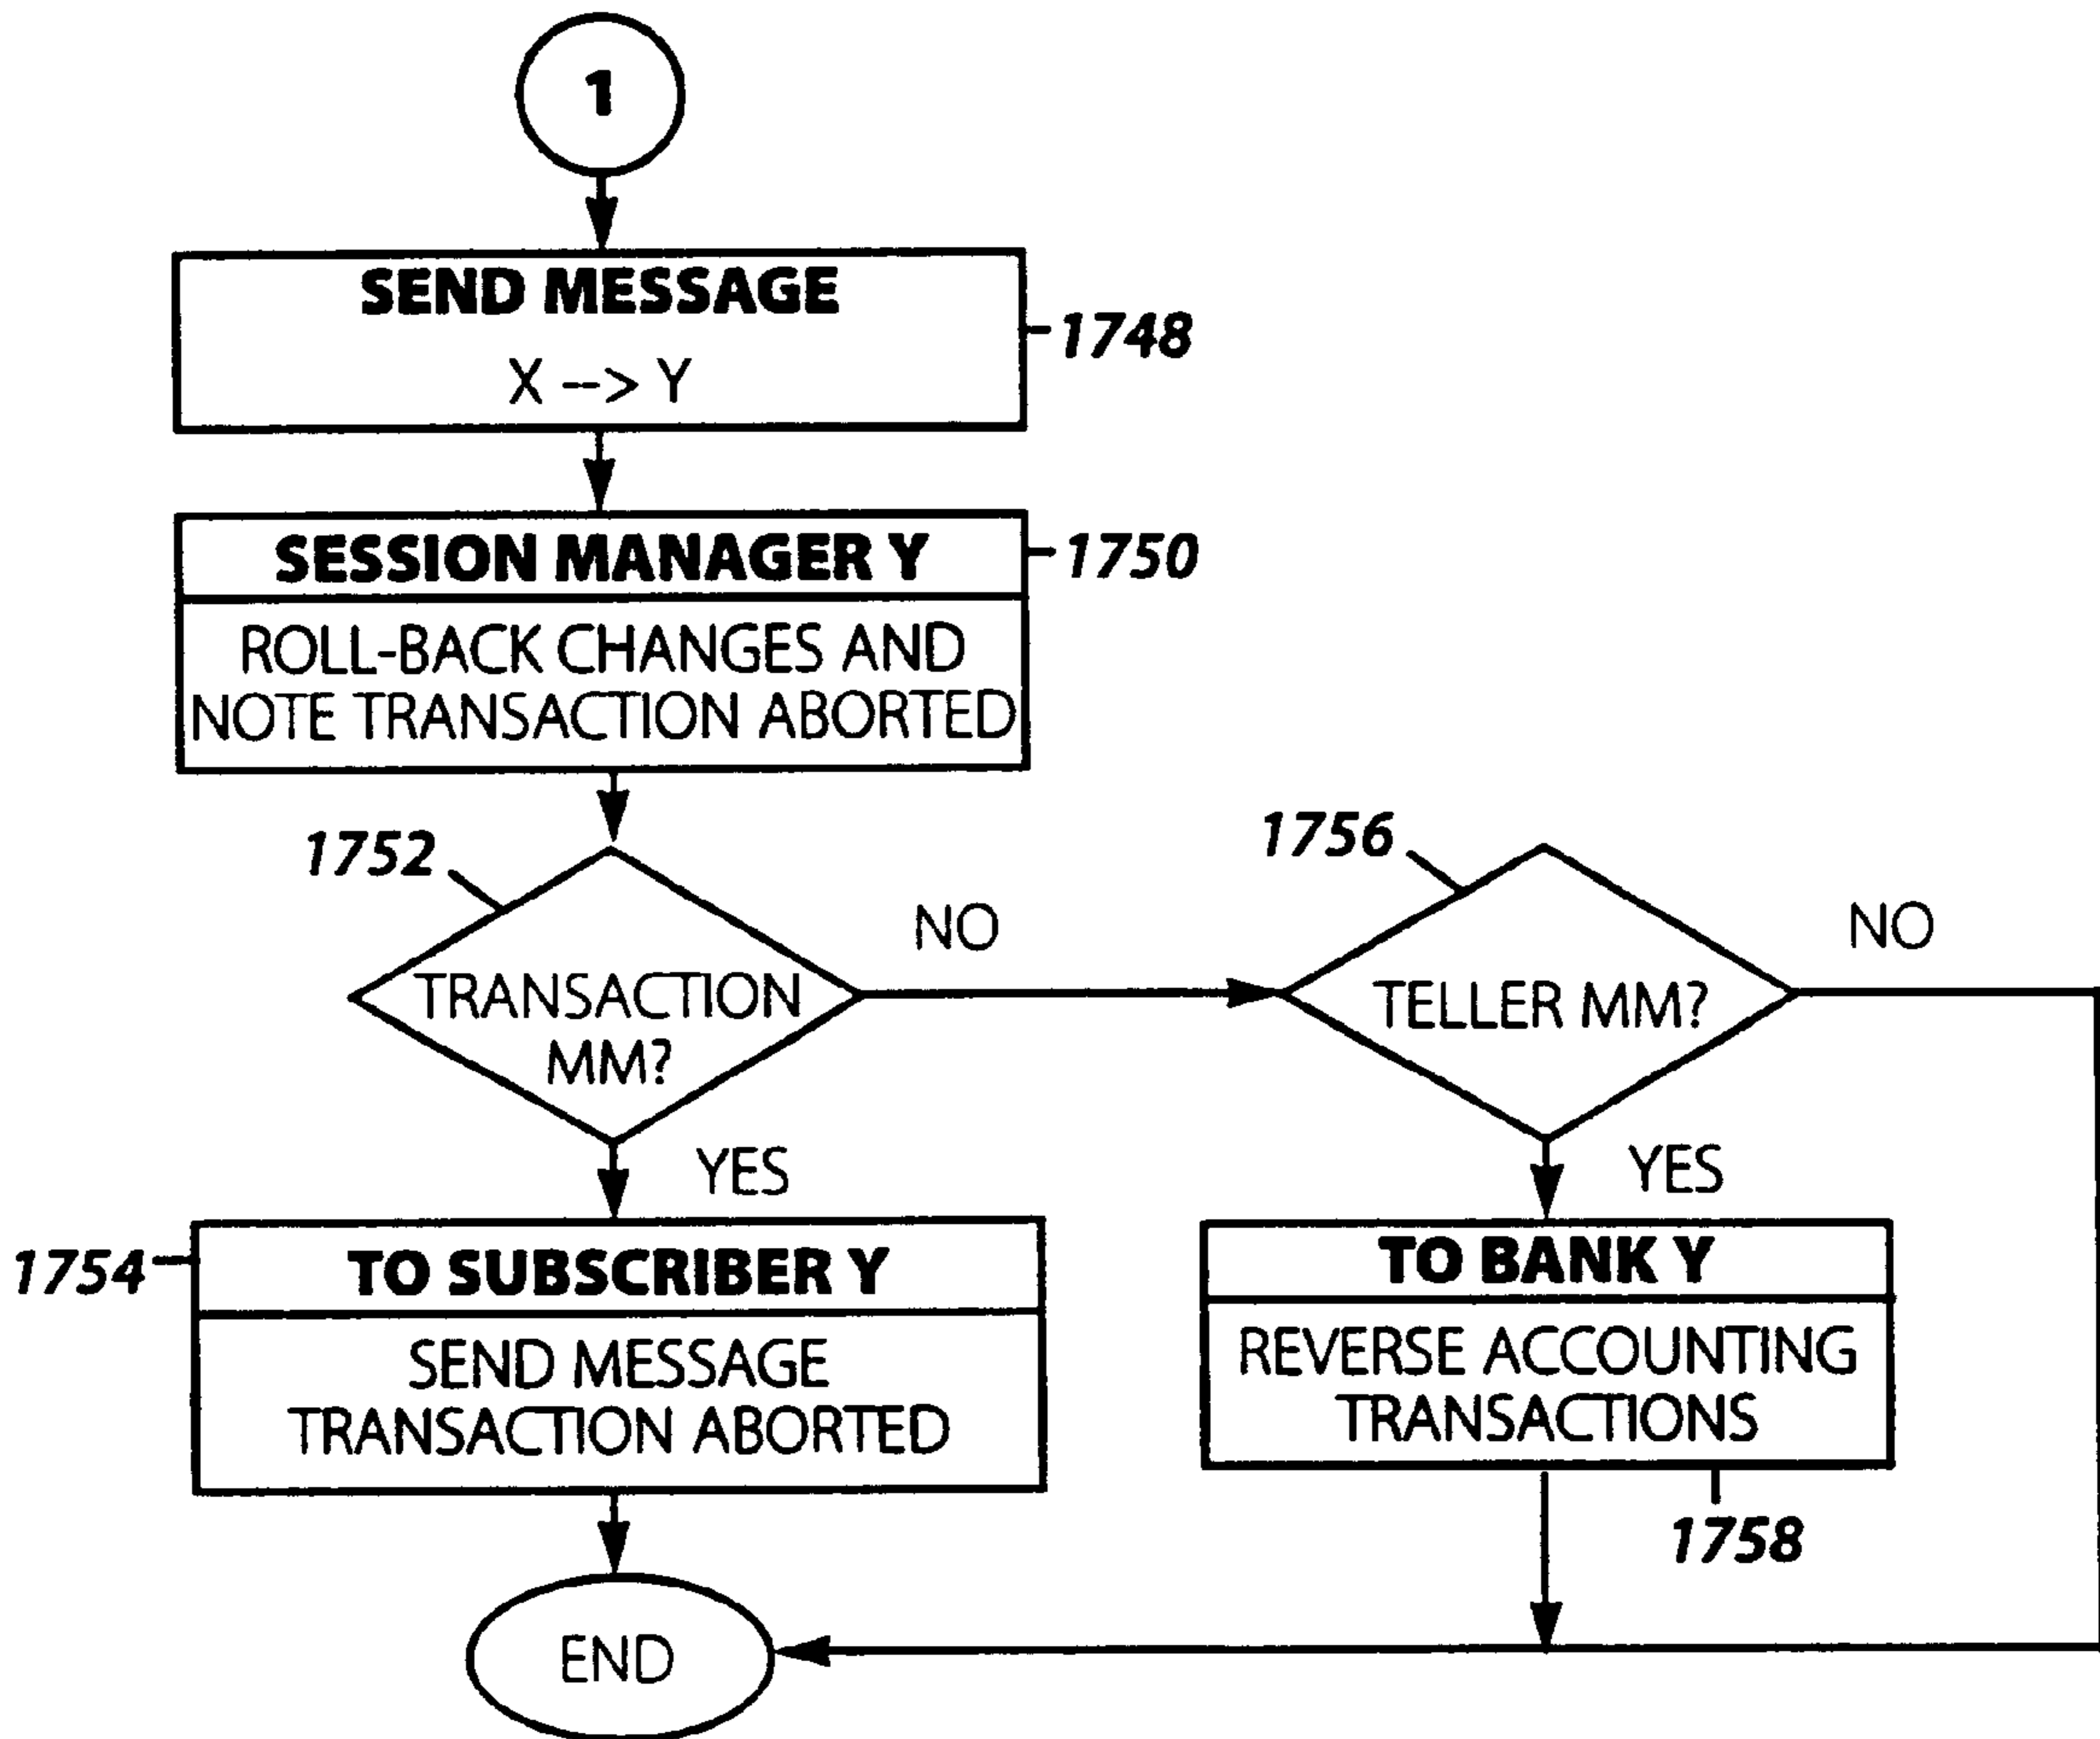 1
SEND MESSAGE
X --> Y
1748
SESSION MANAGER Y
1750
ROLL-BACK CHANGES AND
NOTE TRANSACTION ABORTED
1752
TRANSACTION
MM?
NO
1756
TELLER MM?
NO
YES
YES
1754
TO SUBSCRIBER Y
SEND MESSAGE
TRANSACTION ABORTED
TO BANK Y
REVERSE ACCOUNTING
TRANSACTIONS
1758
END